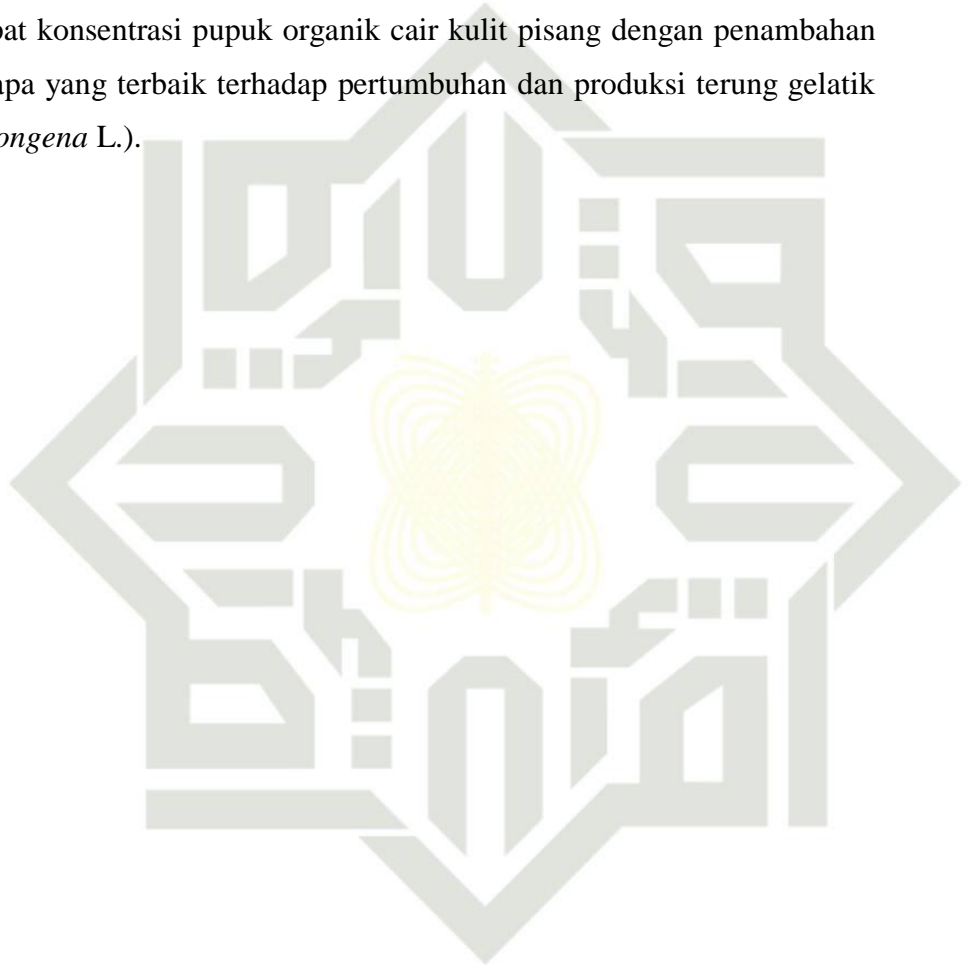 pat konsentrasi pupuk organik cair kulit pisang dengan penambahan
apa yang terbaik terhadap pertumbuhan dan produksi terung gelatik
ongena L.).